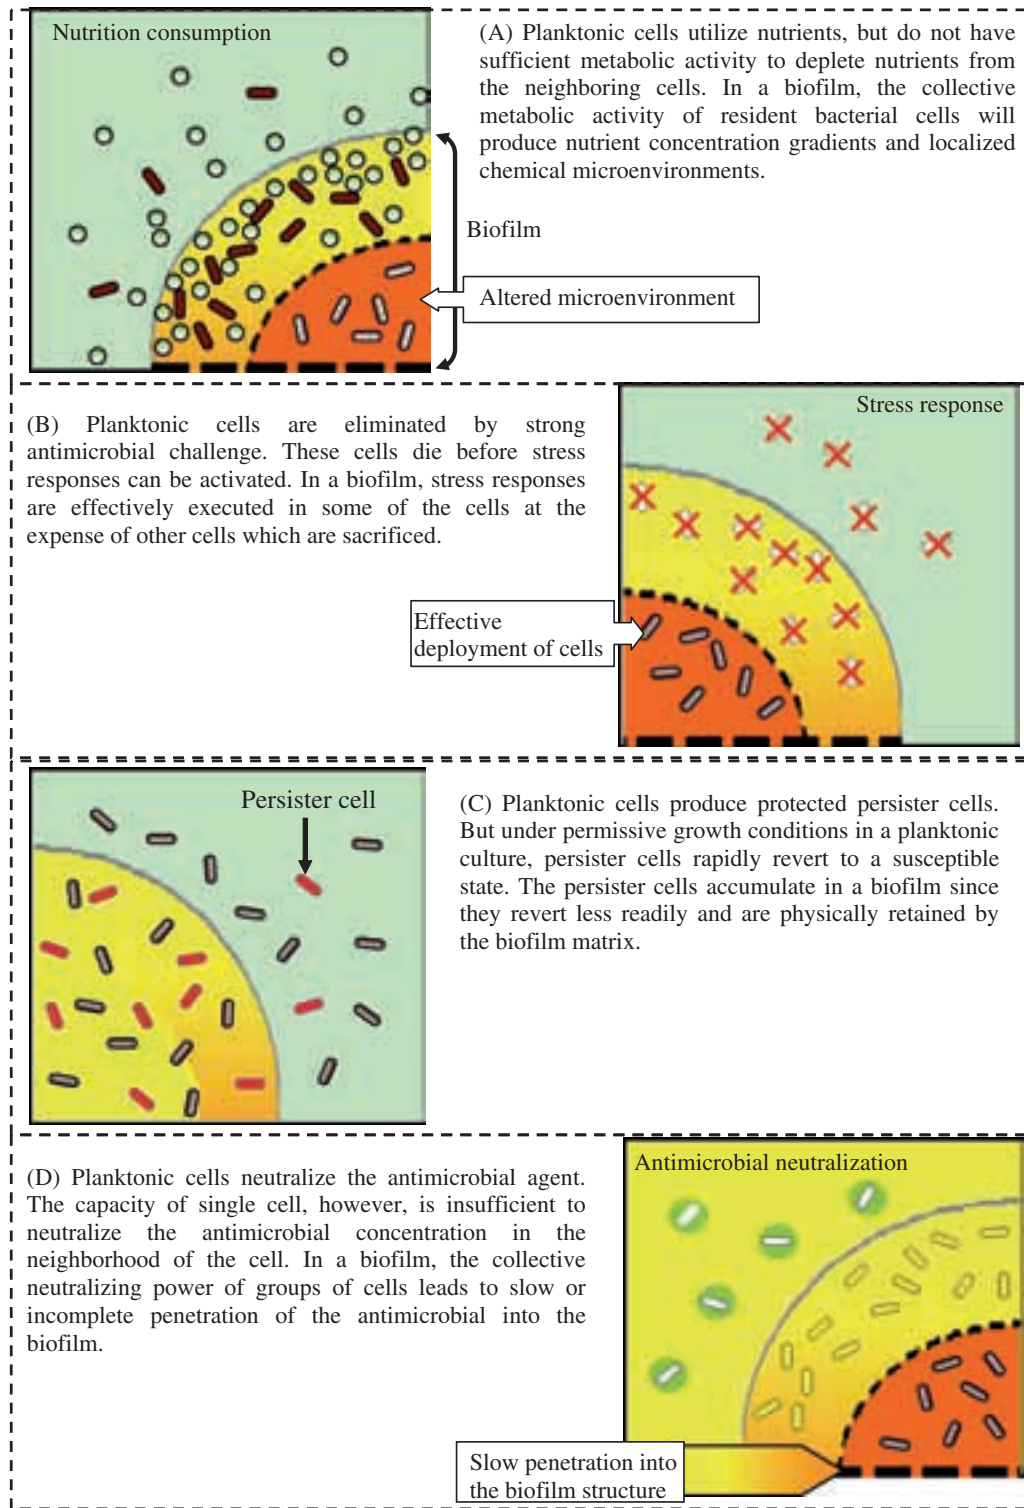 Nutrition consumption
(A) Planktonic cells utilize nutrients, but do not have
sufficient metabolic activity to deplete nutrients from
the neighboring cells. In a biofilm, the collective
metabolic activity of resident bacterial cells will
produce nutrient concentration gradients and localized
chemical microenvironments.
Biofilm
Altered microenvironment
(B) Planktonic cells are eliminated by strong
antimicrobial challenge. These cells die before stress
responses can be activated. In a biofilm, stress responses
are effectively executed in some of the cells at the
expense of other cells which are sacrificed.
Stress response
Effective
deployment of cells
Persister cell
(C) Planktonic cells produce protected persister cells.
But under permissive growth conditions in a planktonic
culture, persister cells rapidly revert to a susceptible
state. The persister cells accumulate in a biofilm since
they revert less readily and are physically retained by
the biofilm matrix.
(D) Planktonic cells neutralize the antimicrobial agent.
The capacity of single cell, however, is insufficient to
neutralize the antimicrobial concentration in the
neighborhood of the cell. In a biofilm, the collective
neutralizing power of groups of cells leads to slow or
incomplete penetration of the antimicrobial into the
biofilm.
Antimicrobial neutralization
Slow penetration into
the biofilm structure